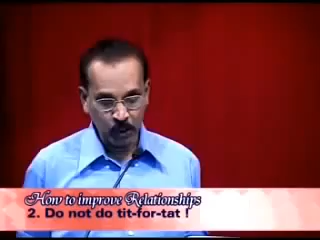 How to improve Relationships
2. Do not do tit-for-tat !